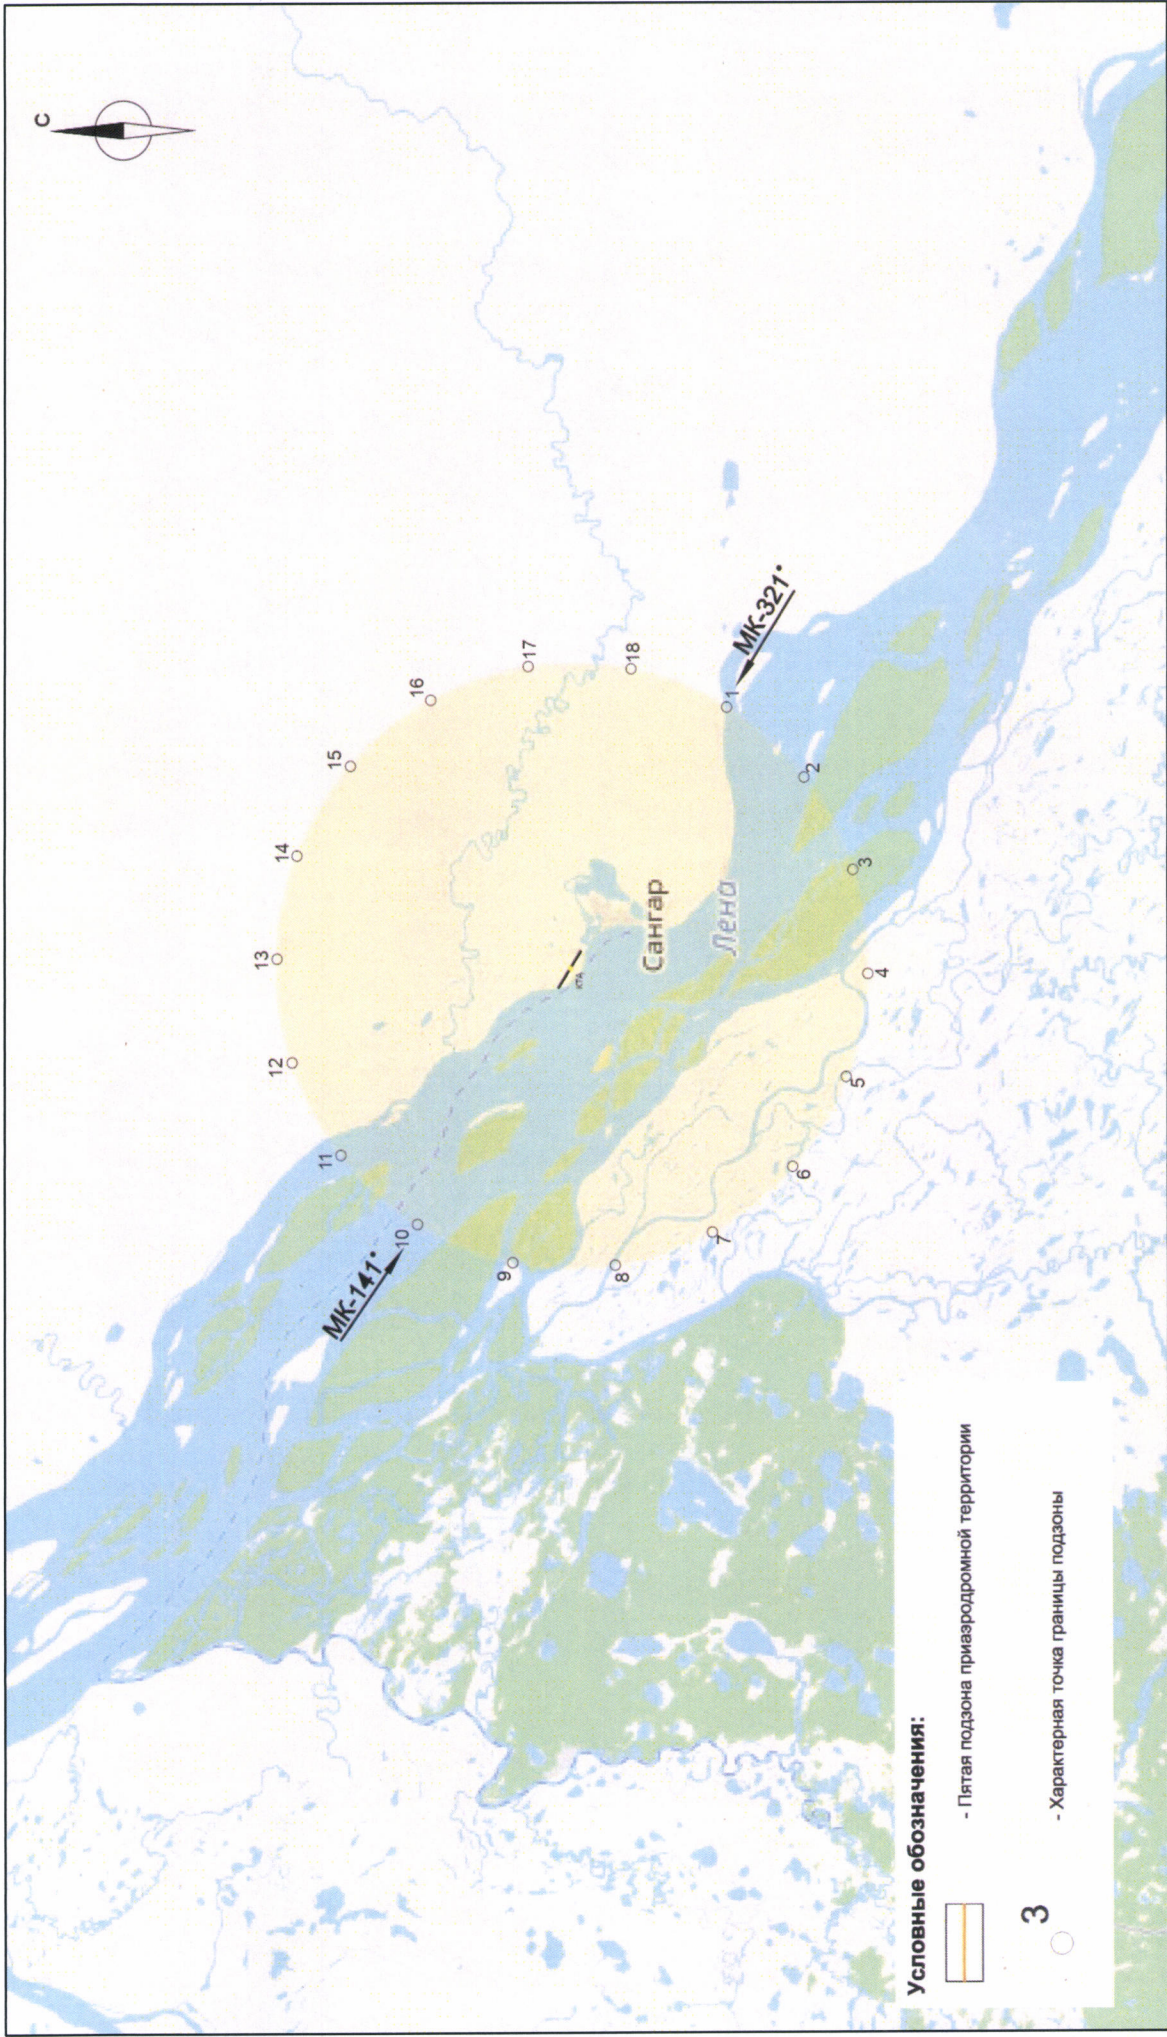 С
13
14
12
15
11
16
10
МК-141°
17
9
КТА
18
8
Сангар
Лена
7
1
МК-321°
6
2
5
3
4
Условные обозначения:
- Пятая подзона приаэродромной территории
3
- Характерная точка границы подзоны